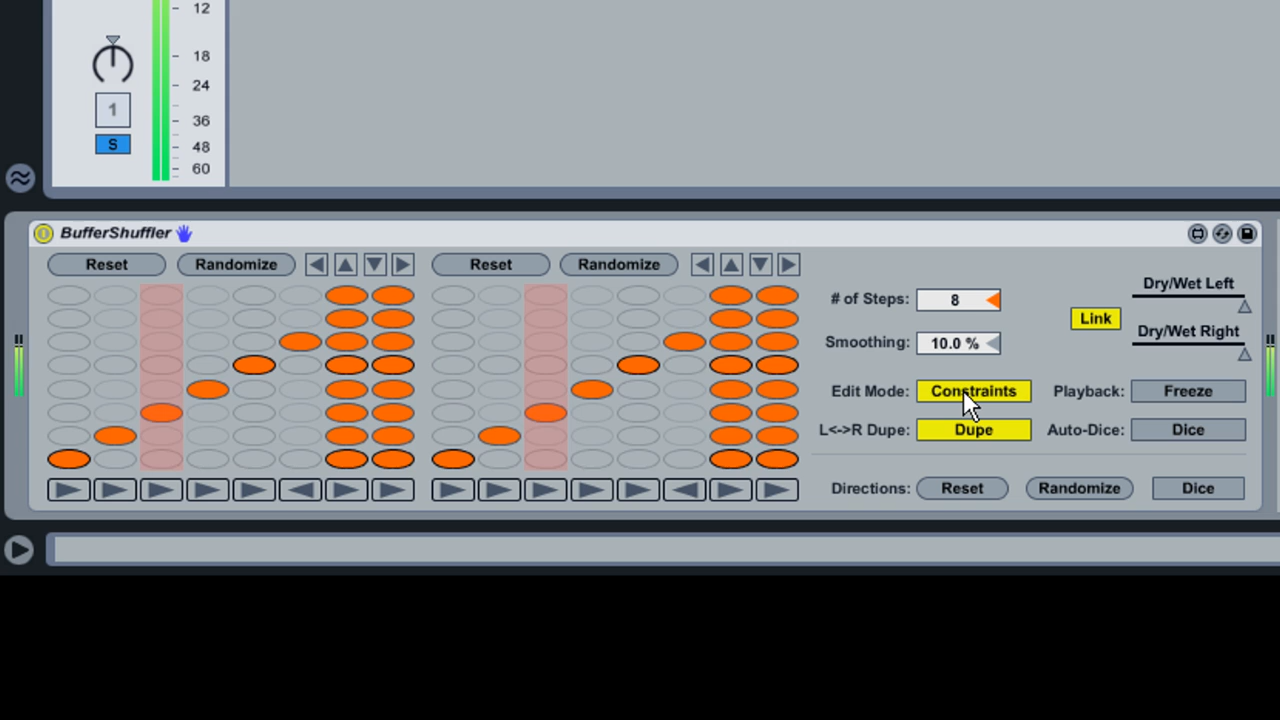 12
18
24
1
36
S
48
60
BufferShuffler
Reset Randomize Reset Randomize
Dry/Wet Left
# of Steps: 8
Link
Dry/Wet Right
Smoothing: 10.0 %
Edit Mode: Constraints Playback: Freeze
L<->R Dupe: Dupe Auto-Dice: Dice
Directions: Reset Randomize Dice